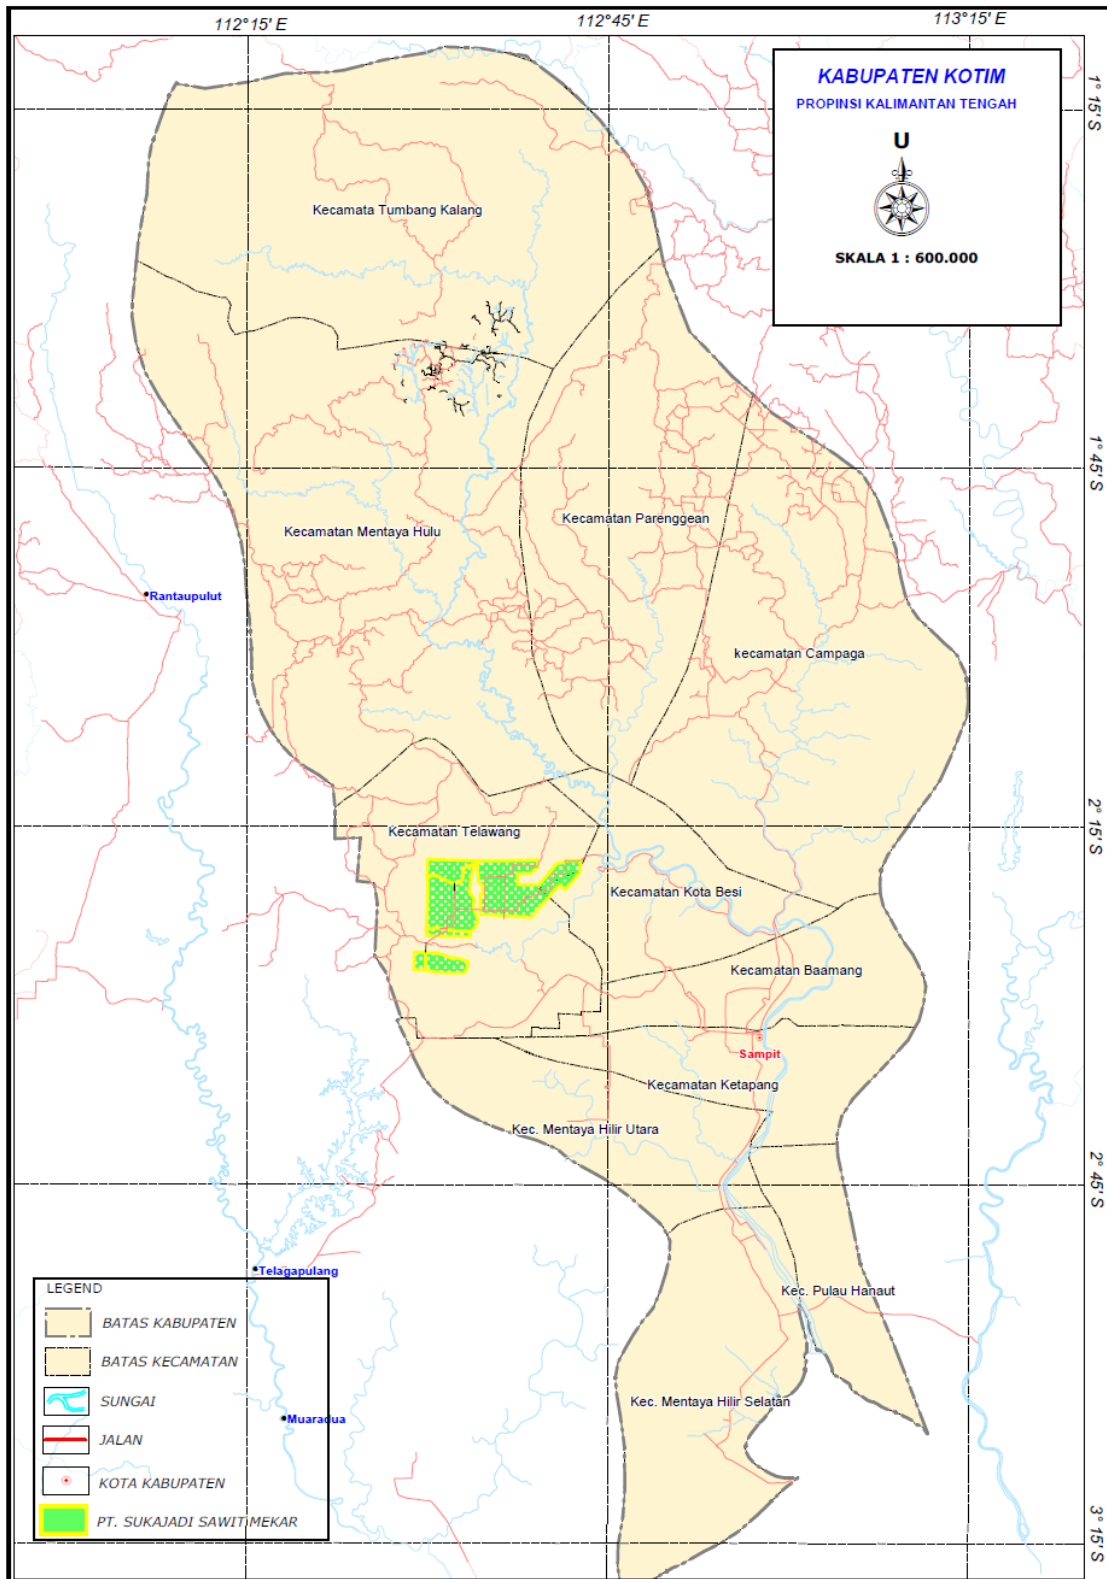 112°15' E
112°45' E
113°15' E
KABUPATEN KOTIM
PROPINSI KALIMANTAN TENGAH
U
SKALA 1 : 600.000
1° 15' S
Kecamata Tumbang Kalang
1° 45' S
Kecamatan Parenggean
Kecamatan Mentaya Hulu
Rantaupulut
kecamatan Campaga
2° 15' S
Kecamatan Telawang
Kecamatan Kota Besi
Kecamatan Baamang
Sampit
Kecamatan Ketapang
Kec. Mentaya Hilir Utara
2° 45' S
Telagapulang
Kec. Pulau Hanaut
Kec. Mentaya Hilir Selatan
Muaradua
3° 15' S
LEGEND
BATAS KABUPATEN
BATAS KECAMATAN
SUNGAI
JALAN
KOTA KABUPATEN
PT. SUKAJADI SAWIT MEKAR